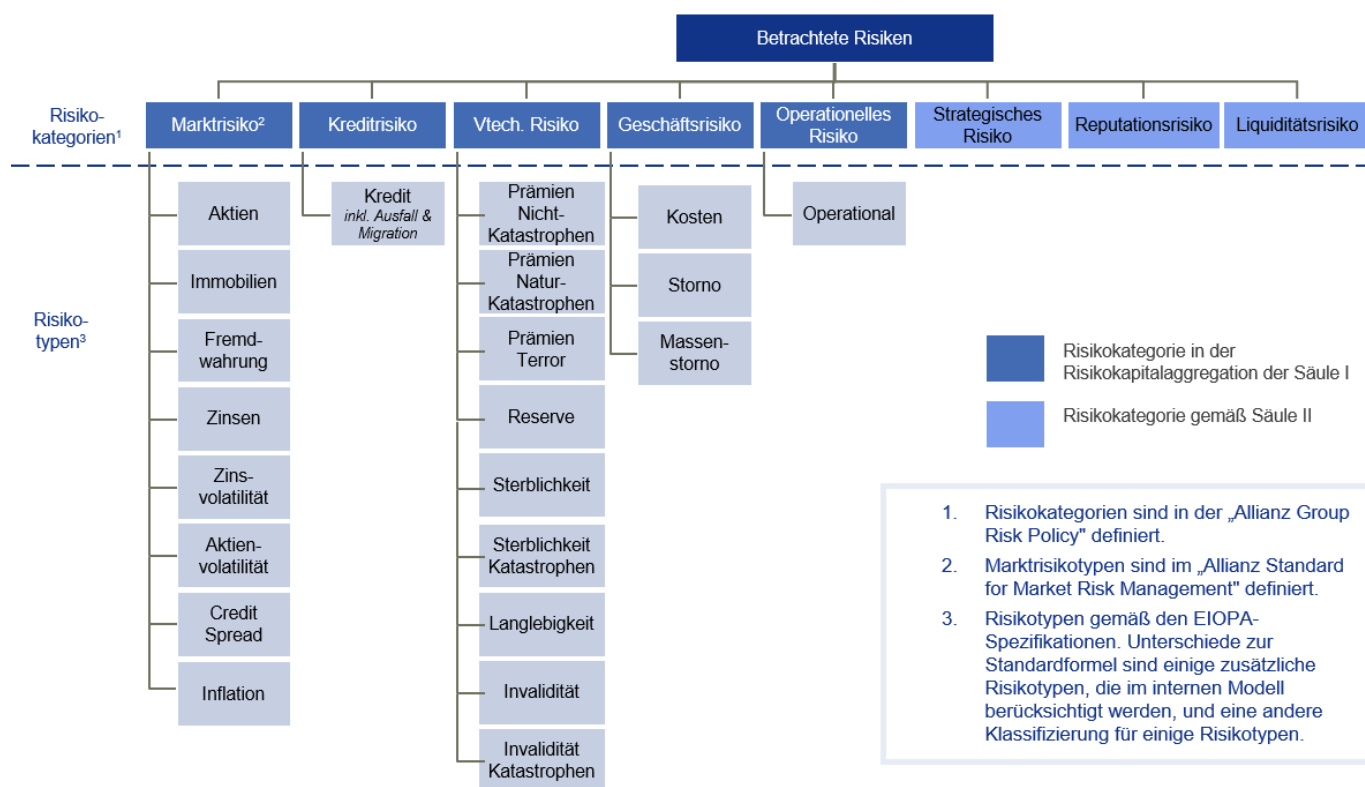 Betrachtete Risiken
Risiko-
kategorien¹
Marktrisiko²
Kreditrisiko
Vtech. Risiko
Geschäftsrisiko
Operationelles
Risiko
Strategisches
Risiko
Reputationsrisiko
Liquiditätsrisiko
Risiko-
typen³
Aktien
Immobilien
Fremd-
wahrung
Zinsen
Zins-
volatilität
Aktien-
volatilität
Credit
Spread
Inflation
Kredit
inkl. Ausfall &
Migration
Prämien
Nicht-
Katastrophen
Prämien
Natur-
Katastrophen
Prämien
Terror
Reserve
Sterblichkeit
Sterblichkeit
Katastrophen
Langlebigkeit
Invalidität
Invalidität
Katastrophen
Kosten
Storno
Massen-
storno
Operational
Risikokategorie in der
Risikokapitalaggregation der Säule I
Risikokategorie gemäß Säule II
1. Risikokategorien sind in der „Allianz Group
Risk Policy" definiert.
2. Marktrisikotypen sind im „Allianz Standard
for Market Risk Management" definiert.
3. Risikotypen gemäß den EIOPA-
Spezifikationen. Unterschiede zur
Standardformel sind einige zusätzliche
Risikotypen, die im internen Modell
berücksichtigt werden, und eine andere
Klassifizierung für einige Risikotypen.